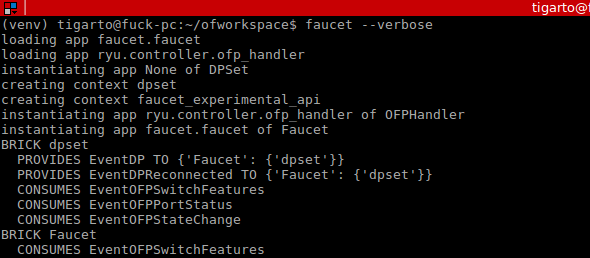 tigarto@f
(venv) tigarto@fuck-pc:~/ofworkspace$ faucet --verbose
loading app faucet.faucet
loading app ryu.controller.ofp_handler
instantiating app None of DPSet
creating context dpset
creating context faucet_experimental_api
instantiating app ryu.controller.ofp_handler of OFPHandler
instantiating app faucet.faucet of Faucet
BRICK dpset
  PROVIDES EventDP TO {'Faucet': {'dpset'}}
  PROVIDES EventDPReconnected TO {'Faucet': {'dpset'}}
  CONSUMES EventOFPSwitchFeatures
  CONSUMES EventOFPPortStatus
  CONSUMES EventOFPStateChange
BRICK Faucet
  CONSUMES EventOFPSwitchFeatures